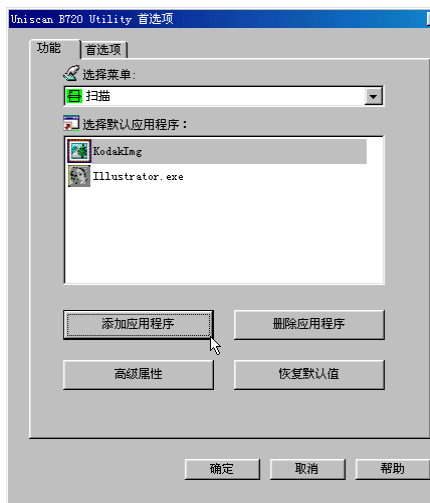 Uniscan B720 Utility 首选项
功能 首选项
选择菜单:
扫描
选择默认应用程序：
KodakImg
Illustrator.exe
添加应用程序 删除应用程序
高级属性 恢复默认值
确定 取消 帮助